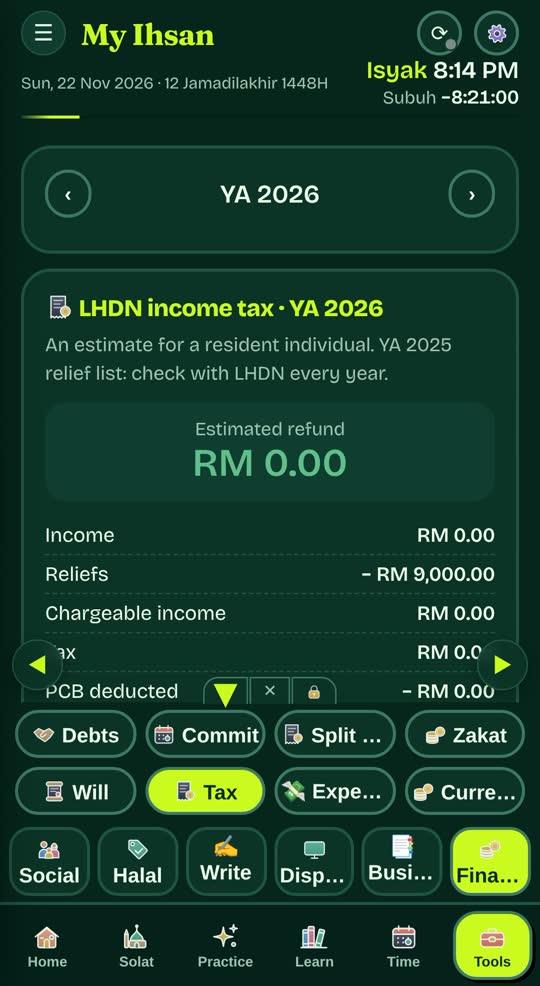 My Ihsan
Sun, 22 Nov 2026 · 12 Jamadilakhir 1448H
Isyak 8:14 PM
Subuh −8:21:00
YA 2026
LHDN income tax · YA 2026
An estimate for a resident individual. YA 2025
relief list: check with LHDN every year.
Estimated refund
RM 0.00
Income RM 0.00
Reliefs − RM 9,000.00
Chargeable income RM 0.00
ax RM 0.0
PCB deducted − RM 0.00
Debts Commit Split ... Zakat
Will Tax Expe... Curre...
Social Halal Write Disp... Busi... Fina...
Home Solat Practice Learn Time Tools